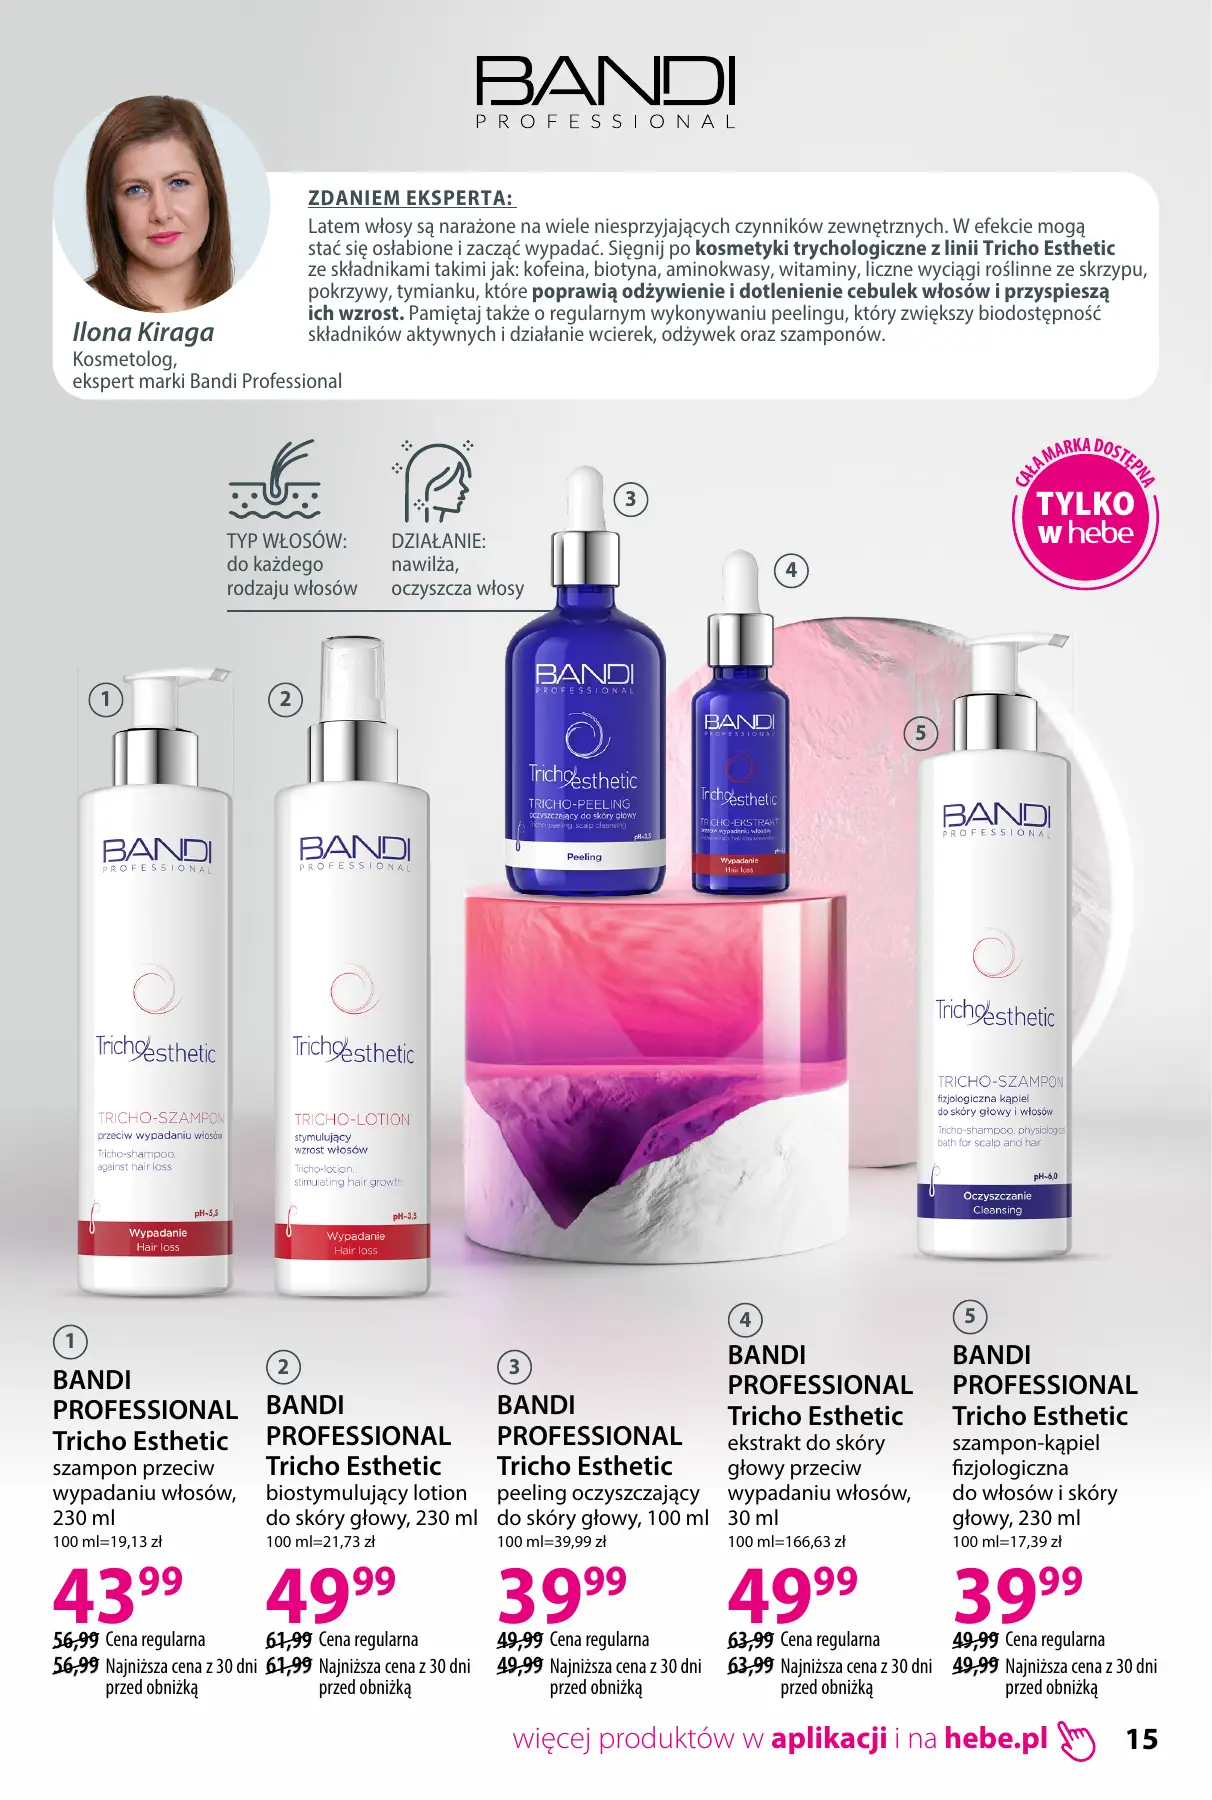 BANDI
PROFESSIONAL
ZDANIEM EKSPERTA:
Latem włosy są narażone na wiele niesprzyjających czynników zewnętrznych. W efekcie mogą
stać się osłabione i zacząć wypadać. Sięgnij po kosmetyki trychologiczne z linii Tricho Esthetic
ze składnikami takimi jak: kofeina, biotyna, aminokwasy, witaminy, liczne wyciągi roślinne ze skrzypu,
pokrzywy, tymianku, które poprawią odżywienie i dotlenienie cebulek włosów i przyspieszą
ich wzrost. Pamiętaj także o regularnym wykonywaniu peelingu, który zwiększy biodostępność
składników aktywnych i działanie wcierek, odżywek oraz szamponów.
Ilona Kiraga
Kosmetolog,
ekspert marki Bandi Professional
TYP WŁOSÓW:
do każdego
rodzaju włosów
DZIAŁANIE:
nawilża,
oczyszcza włosy
CAŁA MARKA DOSTĘPNA
TYLKO
w hebe
1
BANDI
PROFESSIONAL
Tricho esthetic
TRICHO-SZAMPON
przeciw wypadaniu włosów
Tricho-shampoo,
against hair loss
pH~5,5
Wypadanie
Hair loss
2
BANDI
PROFESSIONAL
Tricho esthetic
TRICHO-LOTION
stymulujący
wzrost włosów
Tricho-lotion,
stimulating hair growth
pH~3,5
Wypadanie
Hair loss
3
BANDI
PROFESSIONAL
Tricho esthetic
TRICHO-PEELING
oczyszczający do skóry głowy
Tricho-peeling, scalp cleansing
pH~3,5
Peeling
4
BANDI
PROFESSIONAL
Tricho esthetic
TRICHO-EKSTRAKT
przeciw wypadaniu włosów
Wypadanie
Hair loss
5
BANDI
PROFESSIONAL
Tricho esthetic
TRICHO-SZAMPON
fizjologiczna kąpiel
do skóry głowy i włosów
Tricho-shampoo, physiological
bath for scalp and hair
pH~6,0
Oczyszczanie
Cleansing
1
BANDI
PROFESSIONAL
Tricho Esthetic
szampon przeciw
wypadaniu włosów,
230 ml
100 ml=19,13 zł
43 99
56,99 Cena regularna
56,99 Najniższa cena z 30 dni
przed obniżką
2
BANDI
PROFESSIONAL
Tricho Esthetic
biostymulujący lotion
do skóry głowy, 230 ml
100 ml=21,73 zł
49 99
61,99 Cena regularna
61,99 Najniższa cena z 30 dni
przed obniżką
3
BANDI
PROFESSIONAL
Tricho Esthetic
peeling oczyszczający
do skóry głowy, 100 ml
100 ml=39,99 zł
39 99
49,99 Cena regularna
49,99 Najniższa cena z 30 dni
przed obniżką
4
BANDI
PROFESSIONAL
Tricho Esthetic
ekstrakt do skóry
głowy przeciw
wypadaniu włosów,
30 ml
100 ml=166,63 zł
49 99
63,99 Cena regularna
63,99 Najniższa cena z 30 dni
przed obniżką
5
BANDI
PROFESSIONAL
Tricho Esthetic
szampon-kąpiel
fizjologiczna
do włosów i skóry
głowy, 230 ml
100 ml=17,39 zł
39 99
49,99 Cena regularna
49,99 Najniższa cena z 30 dni
przed obniżką
więcej produktów w aplikacji i na hebe.pl
15